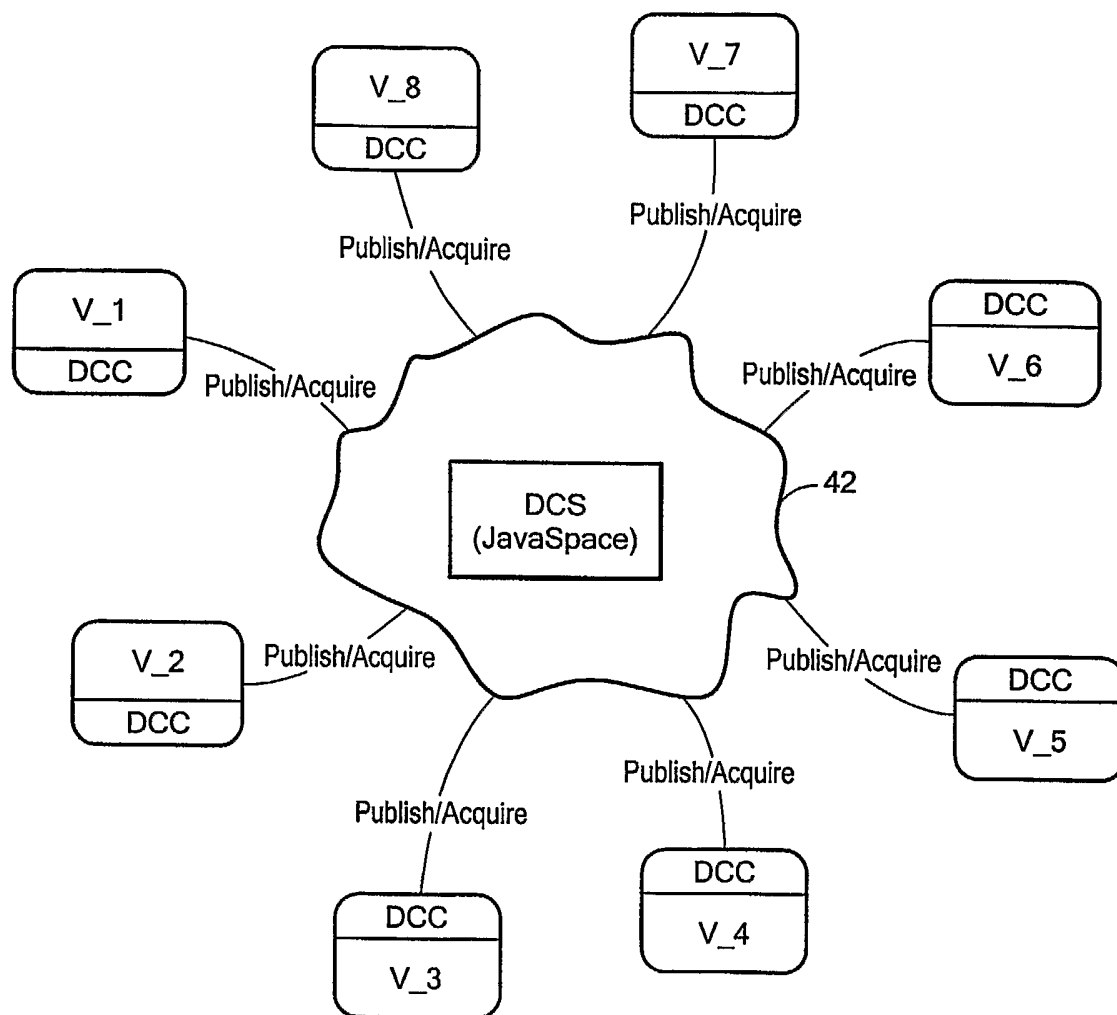 V_7
DCC
V_8
DCC
Publish/Acquire
Publish/Acquire
V_1
DCC
Publish/Acquire
DCC
V_6
Publish/Acquire
42
DCS
(JavaSpace)
V_2
DCC
Publish/Acquire
Publish/Acquire
DCC
V_5
Publish/Acquire
Publish/Acquire
DCC
V_4
DCC
V_3